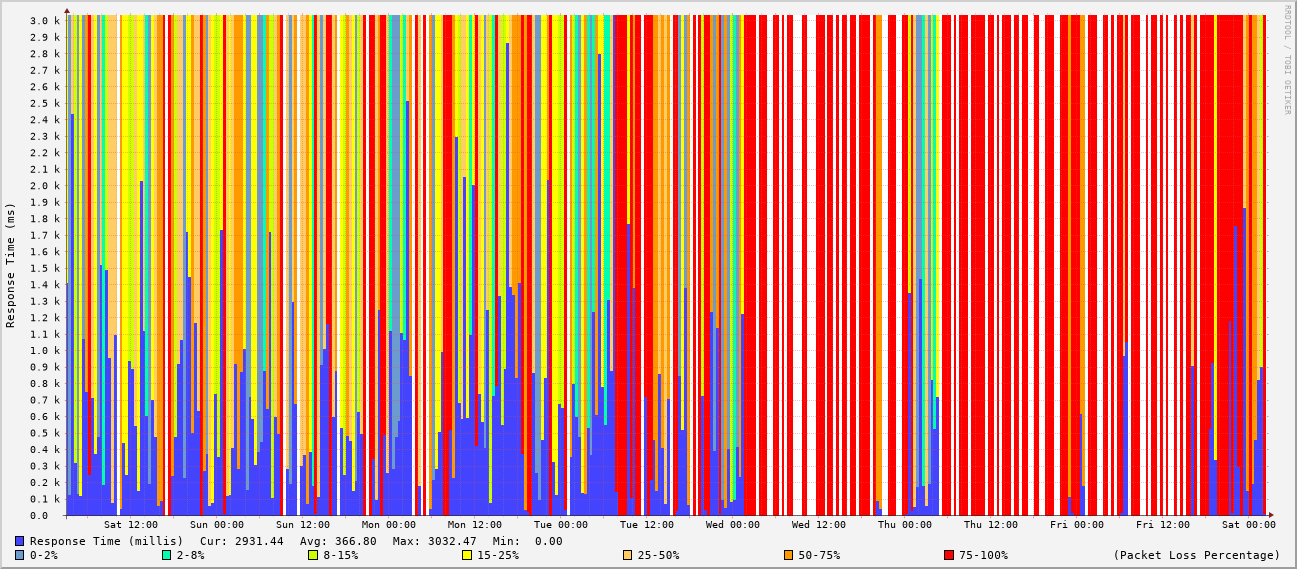 RRDTOOL / TOBI OETIKER
Response Time (ms)
3.0 k
2.9 k
2.8 k
2.7 k
2.6 k
2.5 k
2.4 k
2.3 k
2.2 k
2.1 k
2.0 k
1.9 k
1.8 k
1.7 k
1.6 k
1.5 k
1.4 k
1.3 k
1.2 k
1.1 k
1.0 k
0.9 k
0.8 k
0.7 k
0.6 k
0.5 k
0.4 k
0.3 k
0.2 k
0.1 k
0.0
Sat 12:00 Sun 00:00 Sun 12:00 Mon 00:00 Mon 12:00 Tue 00:00 Tue 12:00 Wed 00:00 Wed 12:00 Thu 00:00 Thu 12:00 Fri 00:00 Fri 12:00 Sat 00:00
Response Time (millis) Cur: 2931.44 Avg: 366.80 Max: 3032.47 Min: 0.00
0-2% 2-8% 8-15% 15-25% 25-50% 50-75% 75-100% (Packet Loss Percentage)